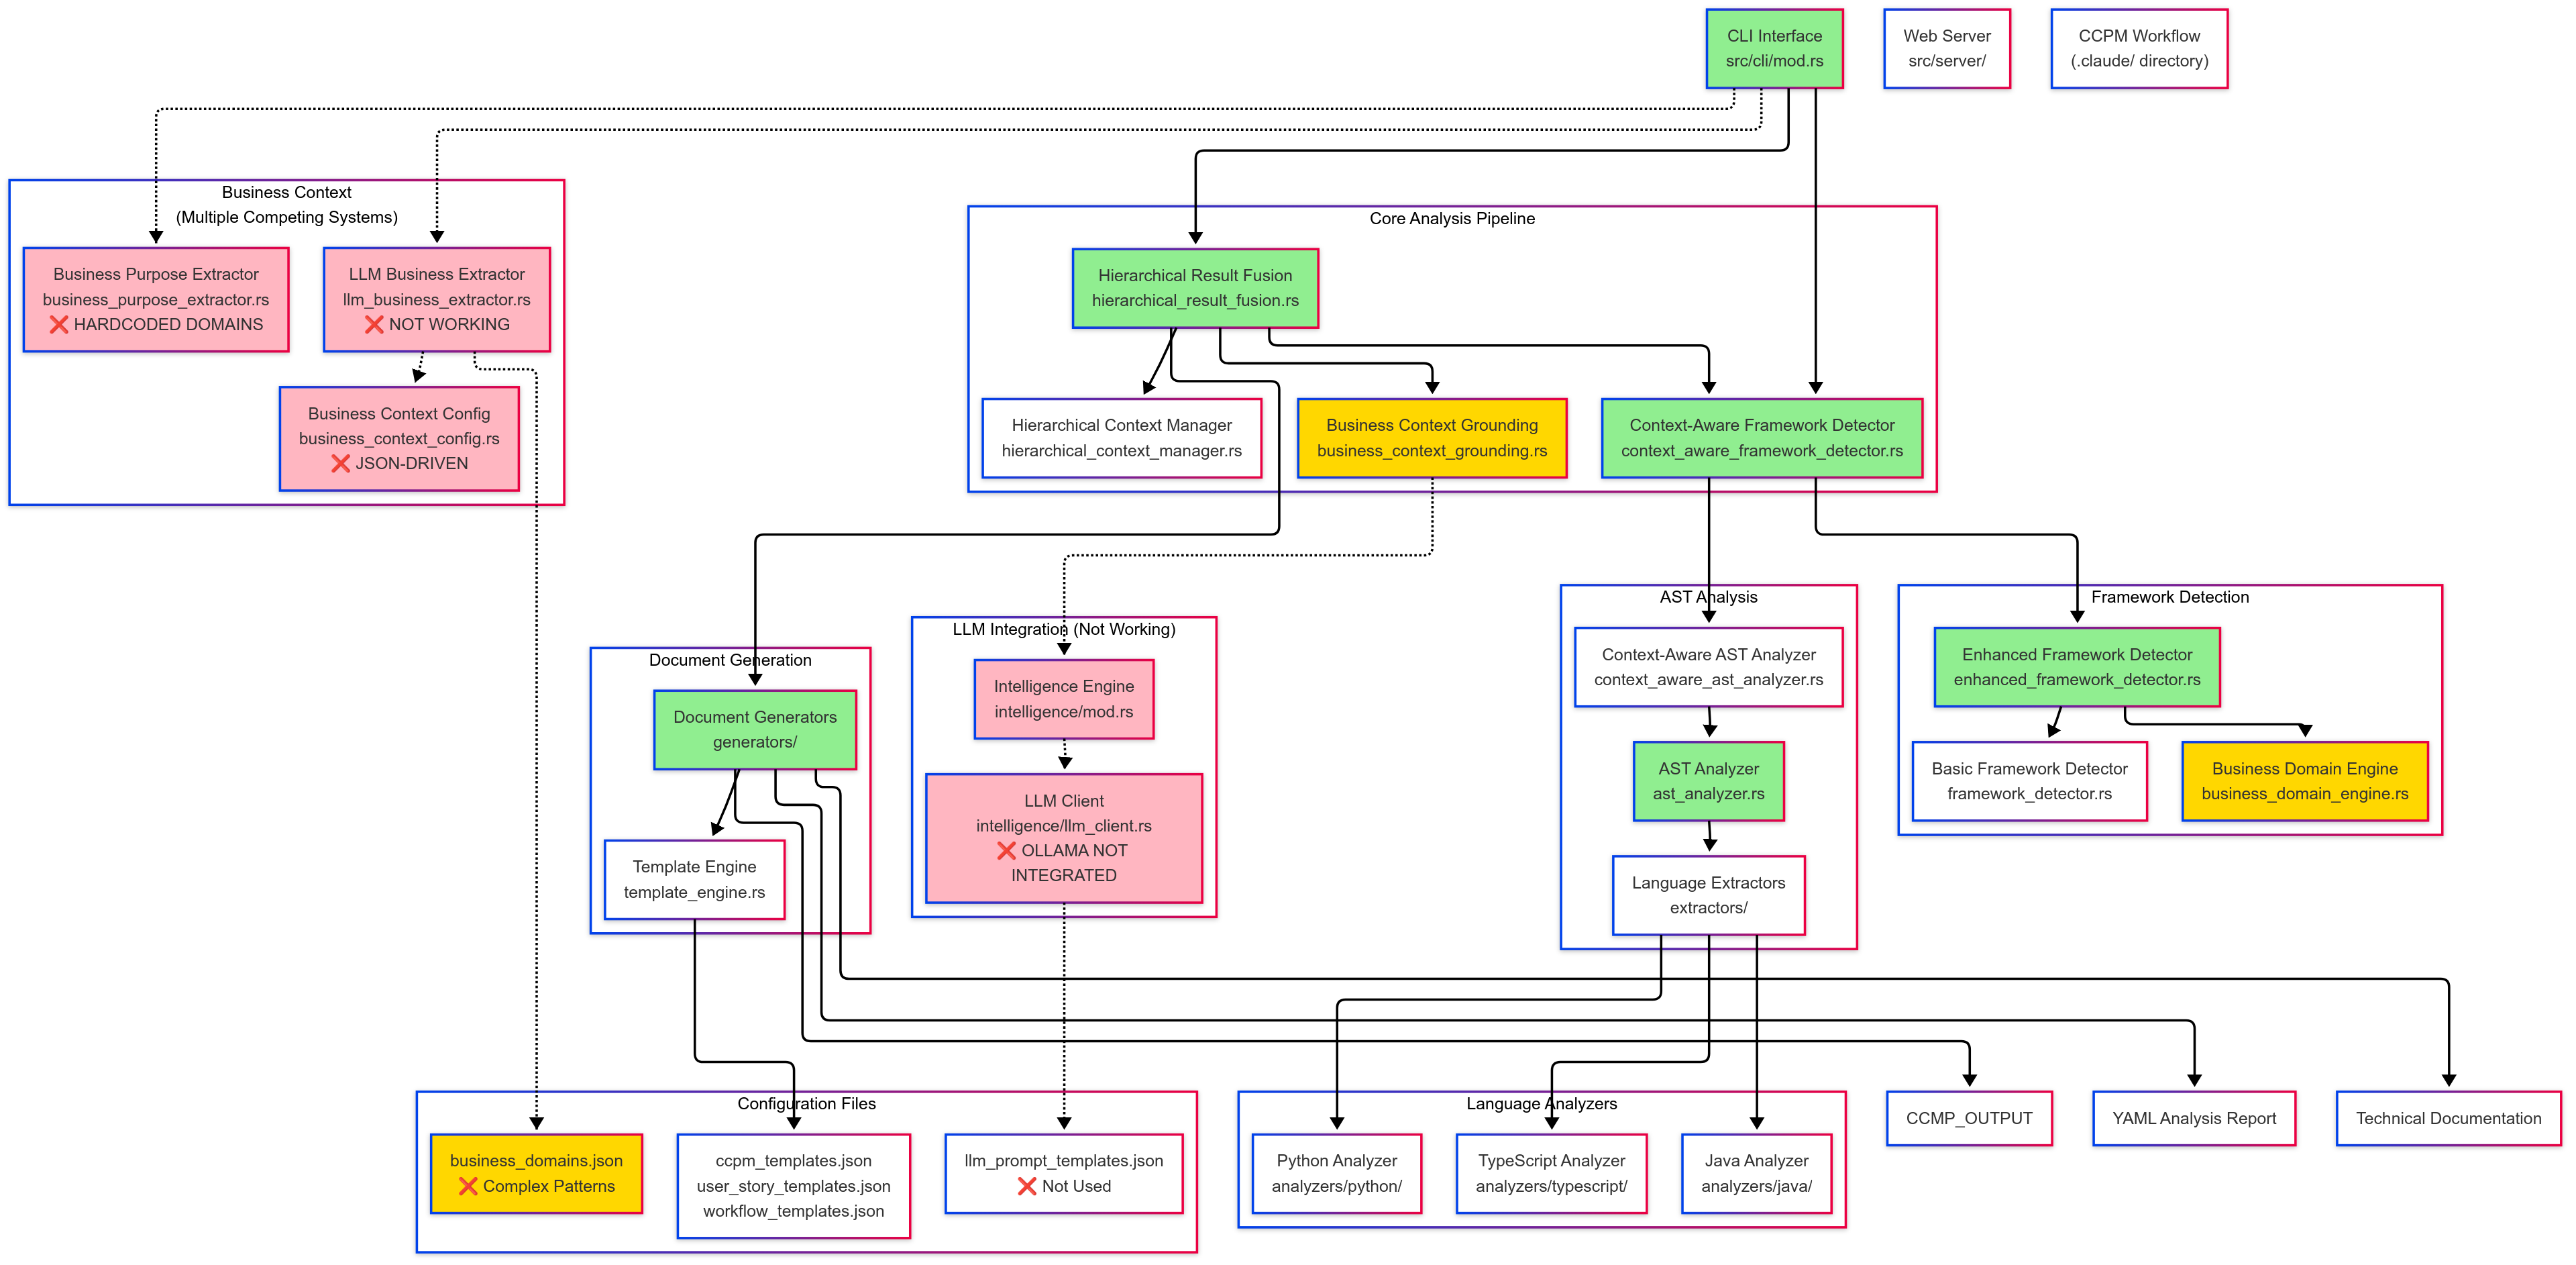 CLI Interface
src/cli/mod.rs
Web Server
src/server/
CCPM Workflow
(.claude/ directory)
Business Context
(Multiple Competing Systems)
Business Purpose Extractor
business_purpose_extractor.rs
❌ HARDCODED DOMAINS
LLM Business Extractor
llm_business_extractor.rs
❌ NOT WORKING
Business Context Config
business_context_config.rs
❌ JSON-DRIVEN
Core Analysis Pipeline
Hierarchical Result Fusion
hierarchical_result_fusion.rs
Hierarchical Context Manager
hierarchical_context_manager.rs
Business Context Grounding
business_context_grounding.rs
Context-Aware Framework Detector
context_aware_framework_detector.rs
Document Generation
Document Generators
generators/
Template Engine
template_engine.rs
LLM Integration (Not Working)
Intelligence Engine
intelligence/mod.rs
LLM Client
intelligence/llm_client.rs
❌ OLLAMA NOT
INTEGRATED
AST Analysis
Context-Aware AST Analyzer
context_aware_ast_analyzer.rs
AST Analyzer
ast_analyzer.rs
Language Extractors
extractors/
Framework Detection
Enhanced Framework Detector
enhanced_framework_detector.rs
Basic Framework Detector
framework_detector.rs
Business Domain Engine
business_domain_engine.rs
Configuration Files
business_domains.json
❌ Complex Patterns
ccpm_templates.json
user_story_templates.json
workflow_templates.json
llm_prompt_templates.json
❌ Not Used
Language Analyzers
Python Analyzer
analyzers/python/
TypeScript Analyzer
analyzers/typescript/
Java Analyzer
analyzers/java/
CCMP_OUTPUT
YAML Analysis Report
Technical Documentation